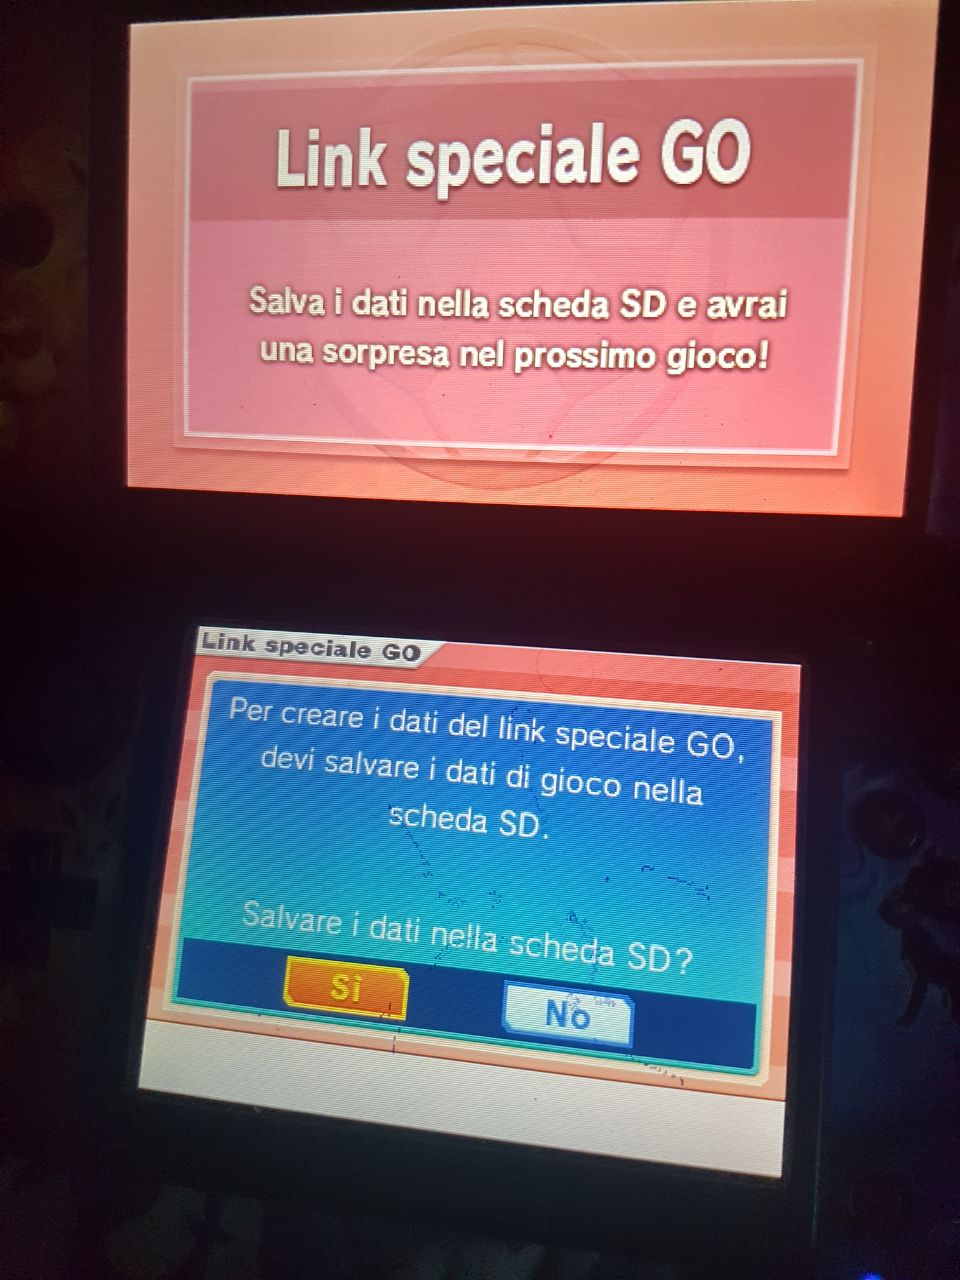 Link speciale GO
Salva i dati nella scheda SD e avrai
una sorpresa nel prossimo gioco!
Link speciale GO
Per creare i dati del link speciale GO,
devi salvare i dati di gioco nella
scheda SD.
Salvare i dati nella scheda SD?
Sì
No